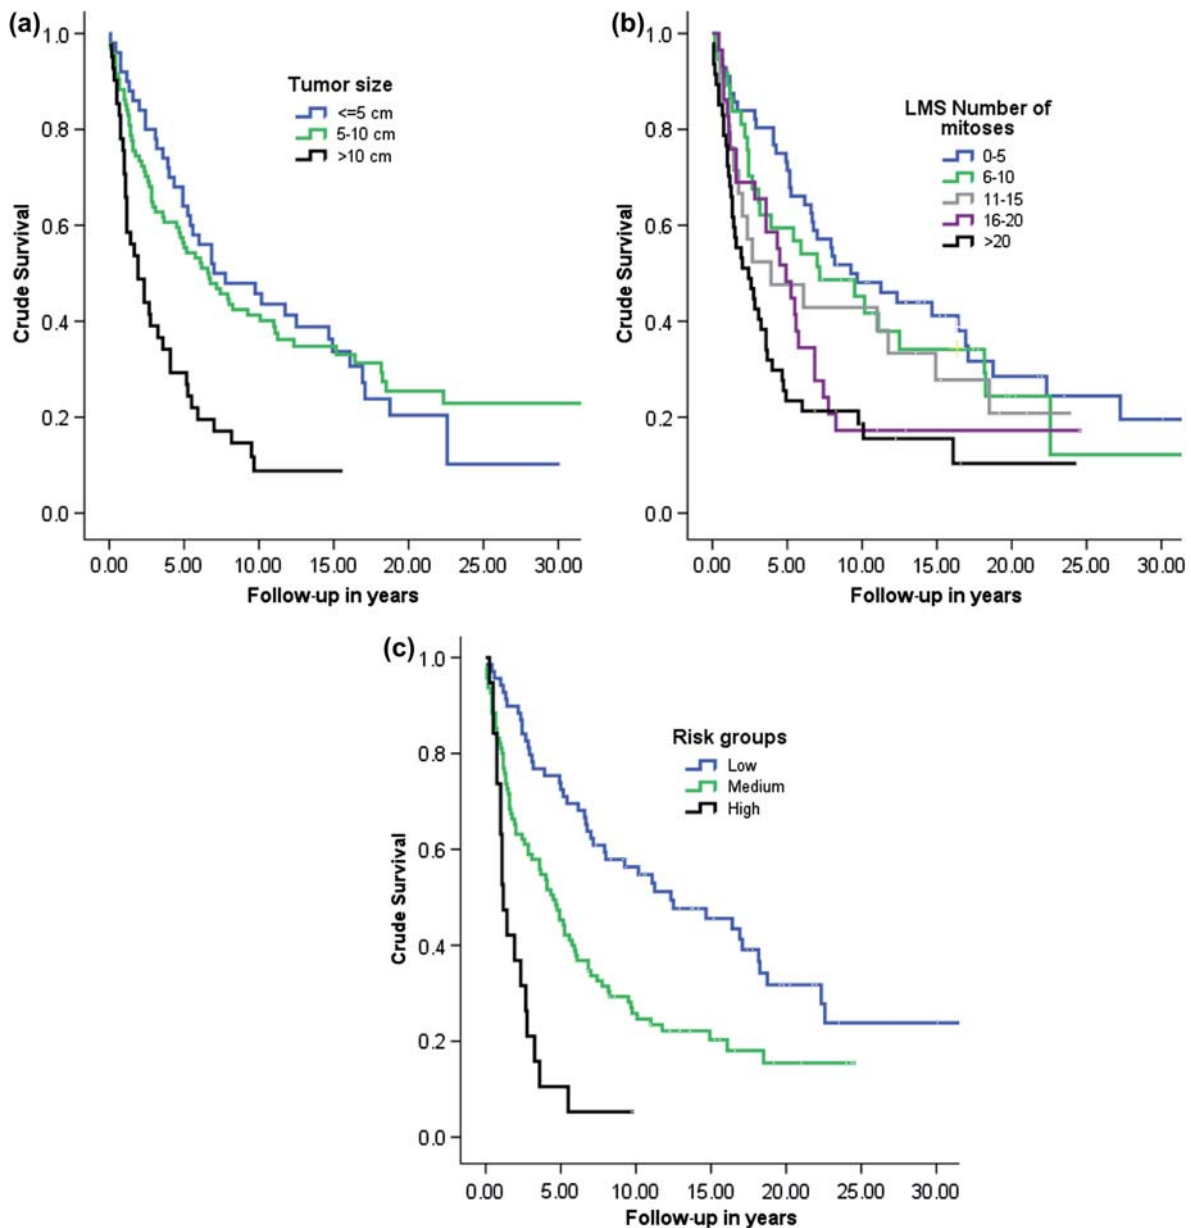 (a)
Tumor size
<=5 cm
5-10 cm
>10 cm
Crude Survival
1.0
0.8
0.6
0.4
0.2
0.0
0.00 5.00 10.00 15.00 20.00 25.00 30.00
Follow-up in years
(b)
LMS Number of
mitoses
0-5
6-10
11-15
16-20
>20
Crude Survival
1.0
0.8
0.6
0.4
0.2
0.0
0.00 5.00 10.00 15.00 20.00 25.00 30.00
Follow-up in years
(c)
Risk groups
Low
Medium
High
Crude Survival
1.0
0.8
0.6
0.4
0.2
0.0
0.00 5.00 10.00 15.00 20.00 25.00 30.00
Follow-up in years